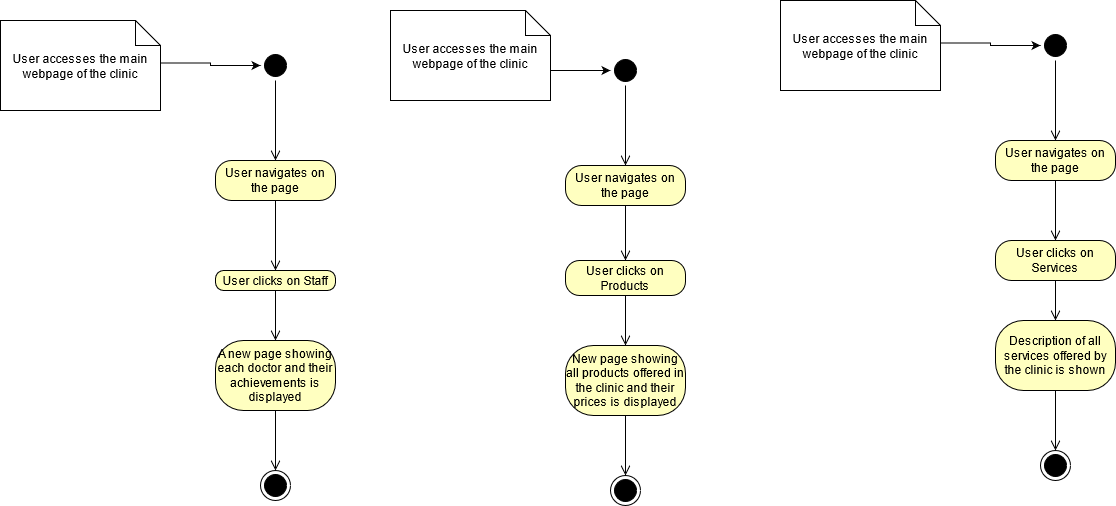 User accesses the main
webpage of the clinic
User navigates on
the page
User clicks on Staff
A new page showing
each doctor and their
achievements is
displayed
User accesses the main
webpage of the clinic
User navigates on
the page
User clicks on
Products
New page showing
all products offered in
the clinic and their
prices is displayed
User accesses the main
webpage of the clinic
User navigates on
the page
User clicks on
Services
Description of all
services offered by
the clinic is shown